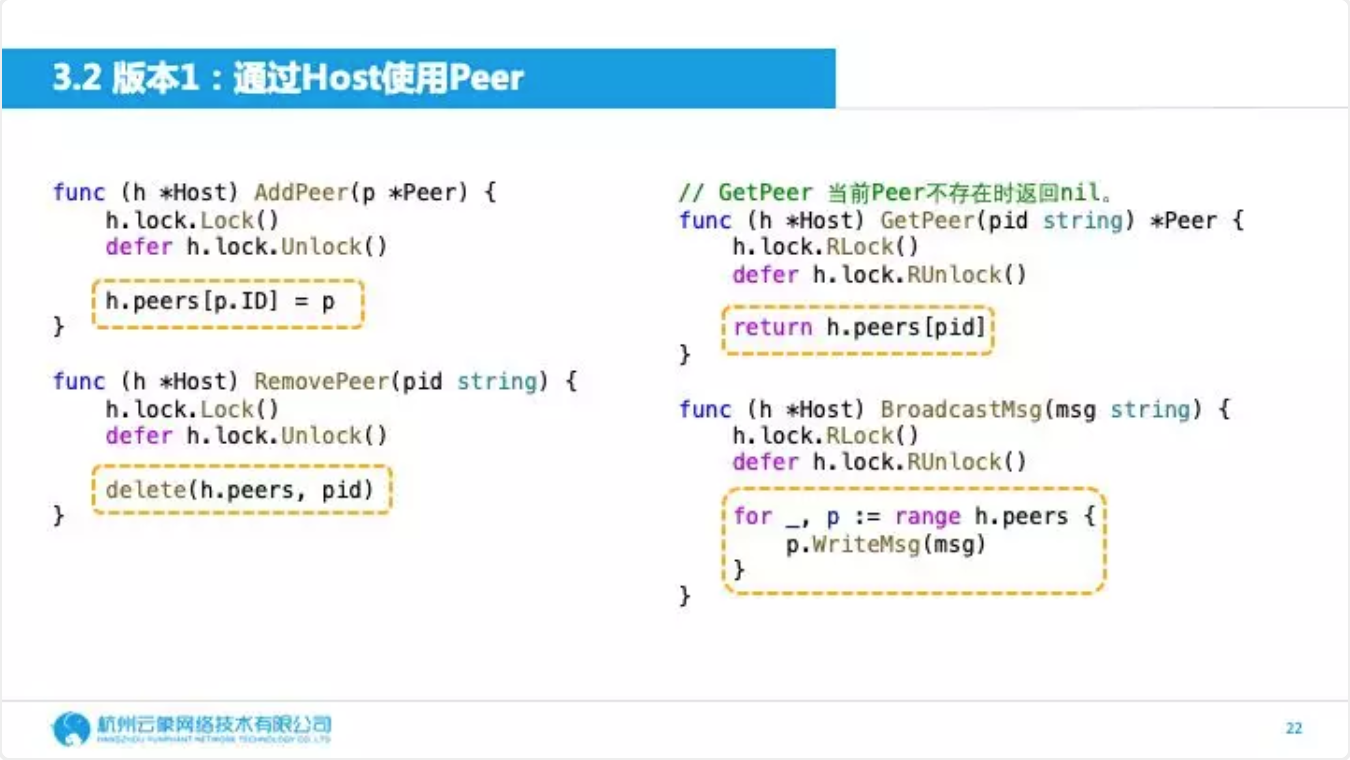 3.2 版本1：通过Host使用Peer
func (h *Host) AddPeer(p *Peer) {
    h.lock.Lock()
    defer h.lock.Unlock()
    h.peers[p.ID] = p
}
func (h *Host) RemovePeer(pid string) {
    h.lock.Lock()
    defer h.lock.Unlock()
    delete(h.peers, pid)
}
// GetPeer 当前Peer不存在时返回nil。
func (h *Host) GetPeer(pid string) *Peer {
    h.lock.RLock()
    defer h.lock.RUnlock()
    return h.peers[pid]
}
func (h *Host) BroadcastMsg(msg string) {
    h.lock.RLock()
    defer h.lock.RUnlock()
    for _, p := range h.peers {
        p.WriteMsg(msg)
    }
}
杭州云象网络技术有限公司
HANGZHOU YUNPHANT NETWORK TECHNOLOGY CO. LTD
22